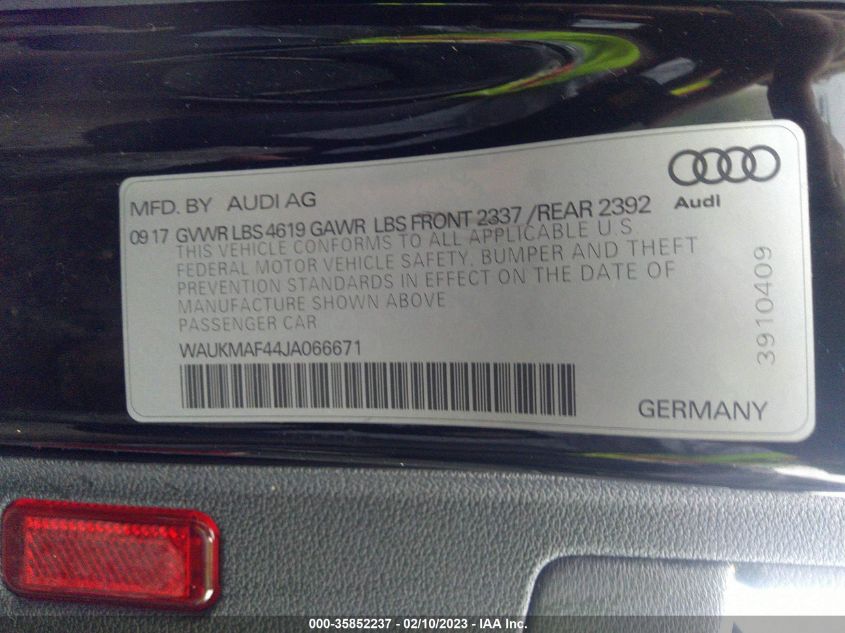 MFD. BY AUDI AG
Audi
09 17 GVWR LBS 4619 GAWR LBS FRONT 2337 /REAR 2392
THIS VEHICLE CONFORMS TO ALL APPLICABLE U S
FEDERAL MOTOR VEHICLE SAFETY, BUMPER AND THEFT
PREVENTION STANDARDS IN EFFECT ON THE DATE OF
MANUFACTURE SHOWN ABOVE
PASSENGER CAR
WAUKMAF44JA066671
3910409
GERMANY
000-35852237 - 02/10/2023 - IAA Inc.